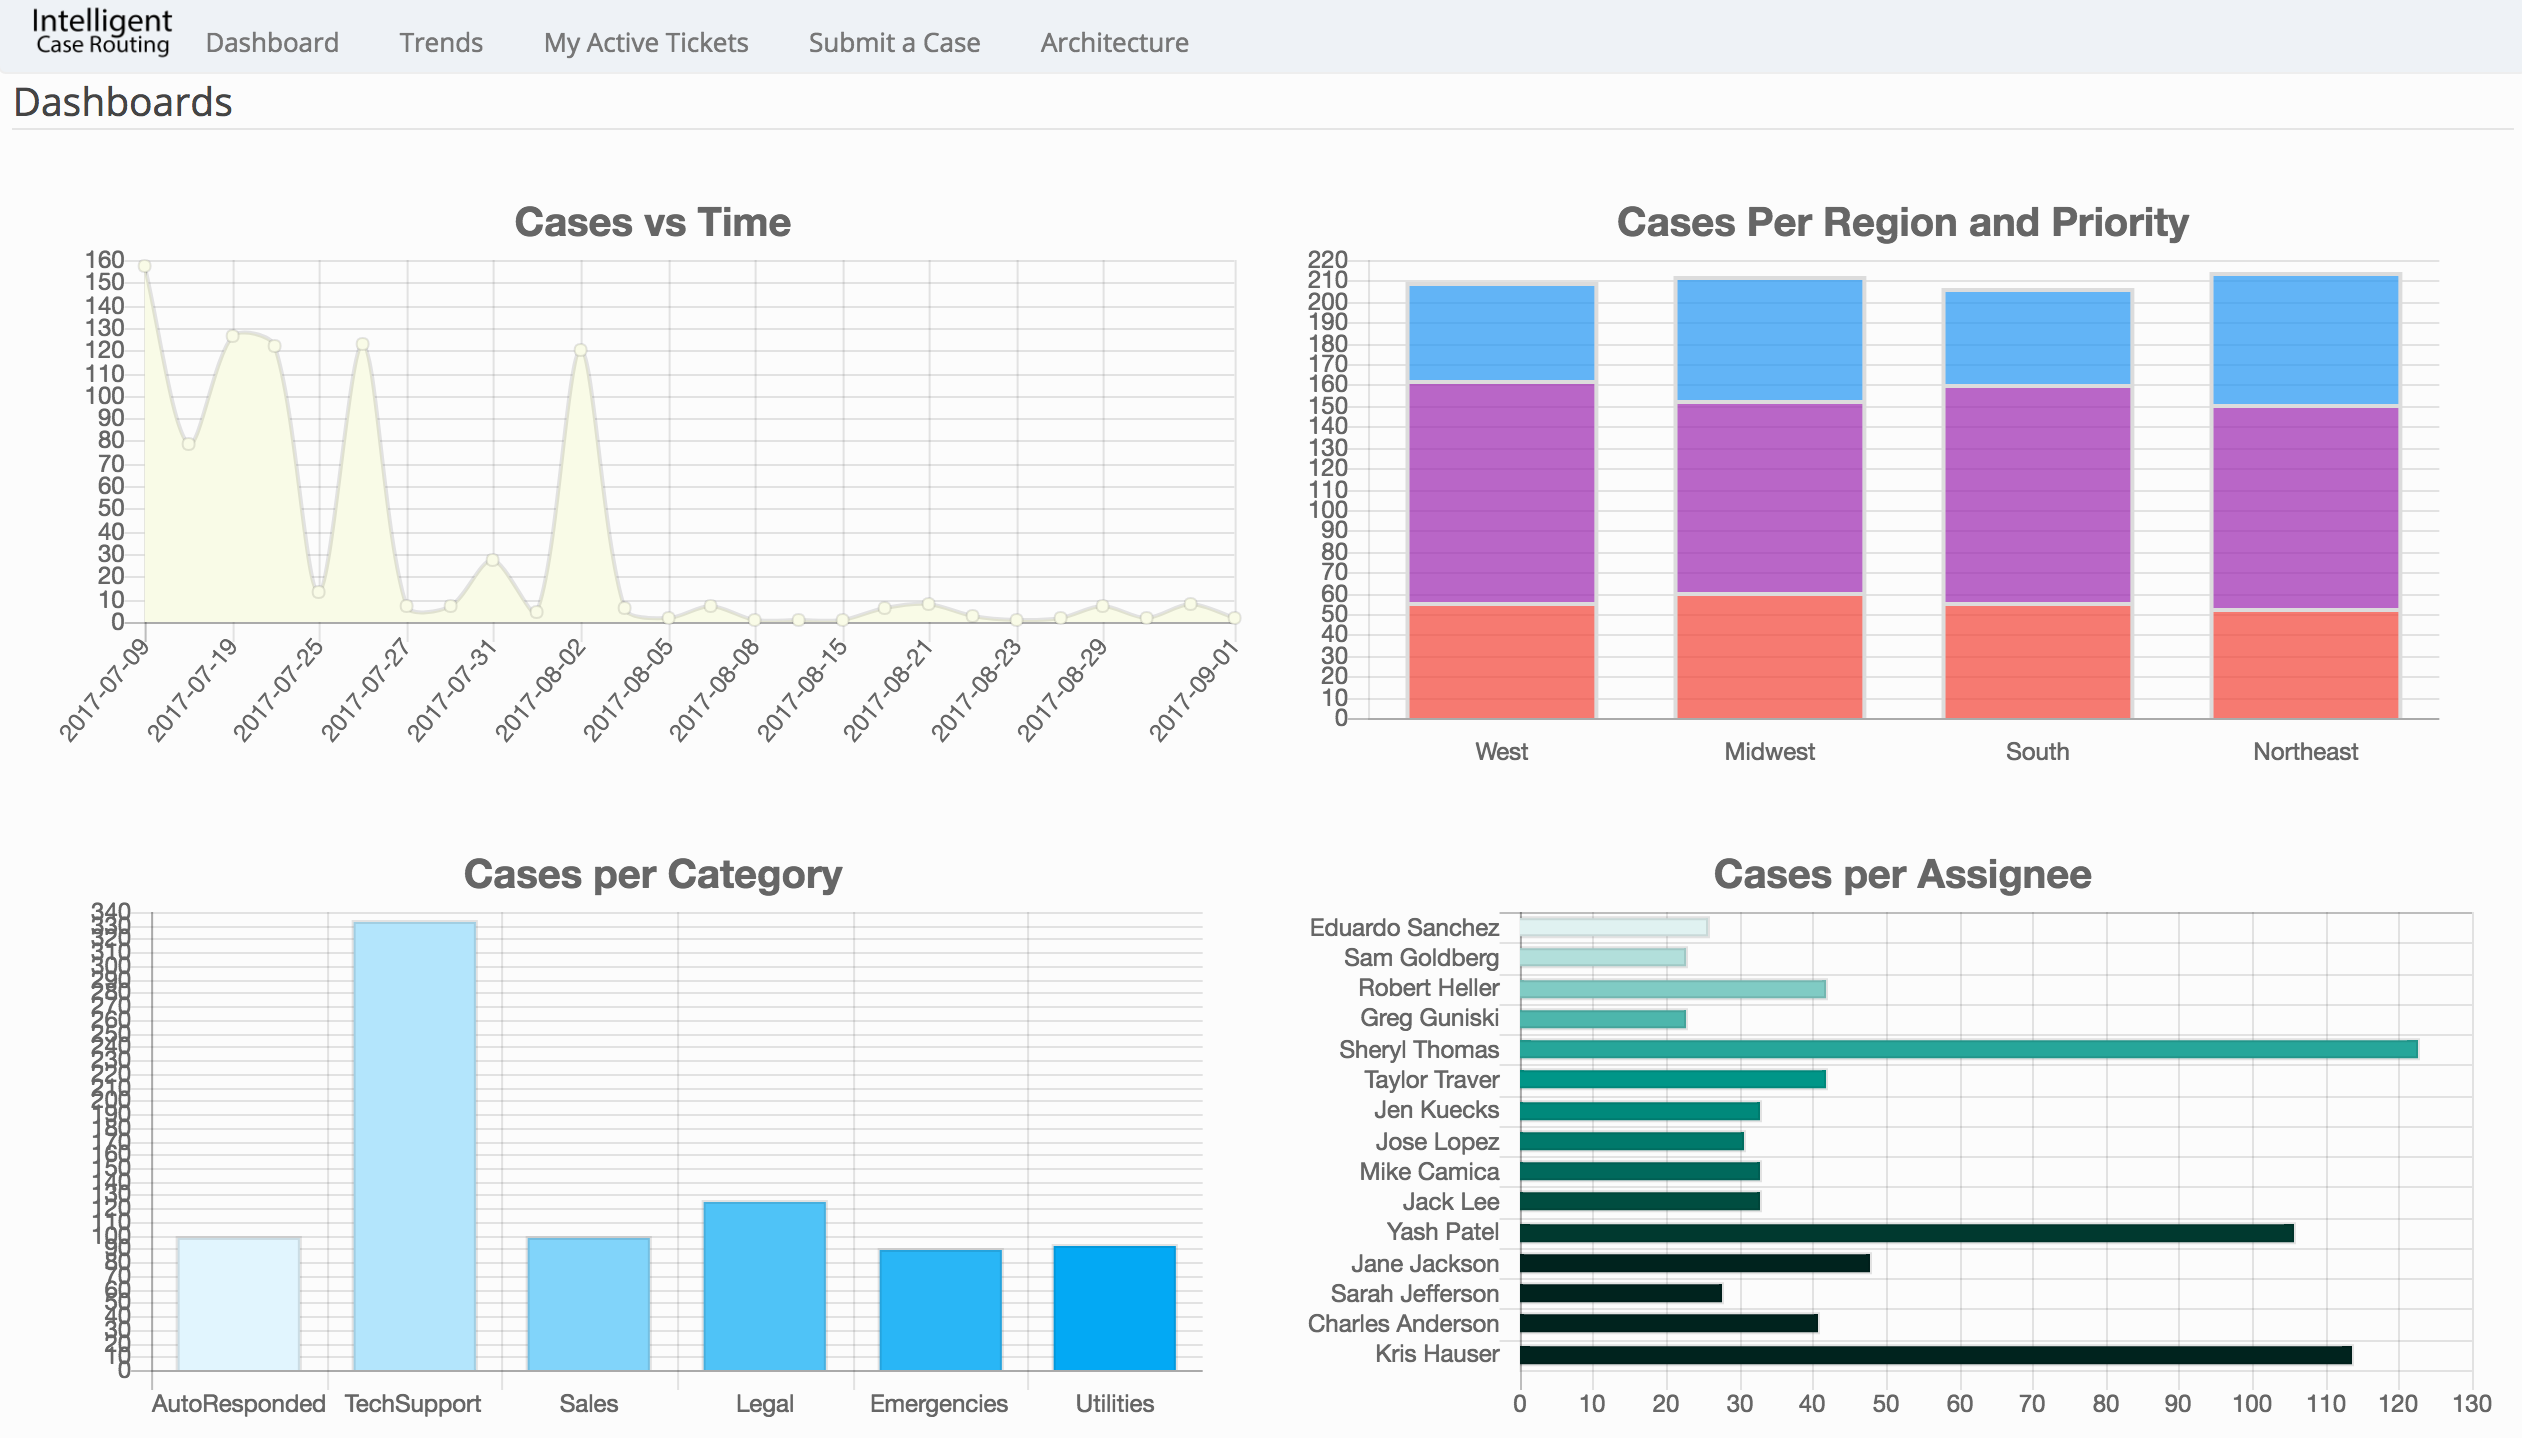 Intelligent
Case Routing
Dashboard
Trends
My Active Tickets
Submit a Case
Architecture
Dashboards
Cases vs Time
160
150
140
130
120
110
100
90
80
70
60
50
40
30
20
10
0
2017-07-09
2017-07-19
2017-07-25
2017-07-27
2017-07-31
2017-08-02
2017-08-05
2017-08-08
2017-08-15
2017-08-21
2017-08-23
2017-08-29
2017-09-01
Cases Per Region and Priority
220
210
200
190
180
170
160
150
140
130
120
110
100
90
80
70
60
50
40
30
20
10
0
West
Midwest
South
Northeast
Cases per Category
340
330
320
310
300
290
280
270
260
250
240
230
220
210
200
190
180
170
160
150
140
130
120
110
100
90
80
70
60
50
40
30
20
10
0
AutoResponded
TechSupport
Sales
Legal
Emergencies
Utilities
Cases per Assignee
Eduardo Sanchez
Sam Goldberg
Robert Heller
Greg Guniski
Sheryl Thomas
Taylor Traver
Jen Kuecks
Jose Lopez
Mike Camica
Jack Lee
Yash Patel
Jane Jackson
Sarah Jefferson
Charles Anderson
Kris Hauser
0
10
20
30
40
50
60
70
80
90
100
110
120
130